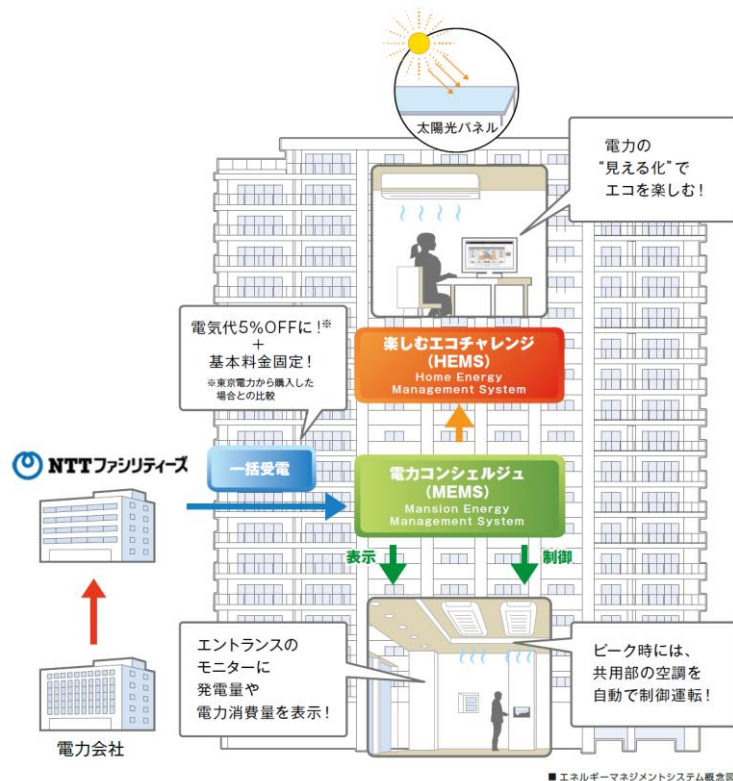 太陽光パネル
電力の
“見える化”で
エコを楽しむ!
電気代5%OFFに!※
+
基本料金固定!
※東京電力から購入した
場合との比較
楽しむエコチャレンジ
(HEMS)
Home Energy
Management System
NTTファシリティーズ
一括受電
電力コンシェルジュ
(MEMS)
Mansion Energy
Management System
表示
制御
エントランスの
モニターに
発電量や
電力消費量を表示!
ピーク時には、
共用部の空調を
自動で制御運転!
電力会社
■ エネルギーマネジメントシステム概念図